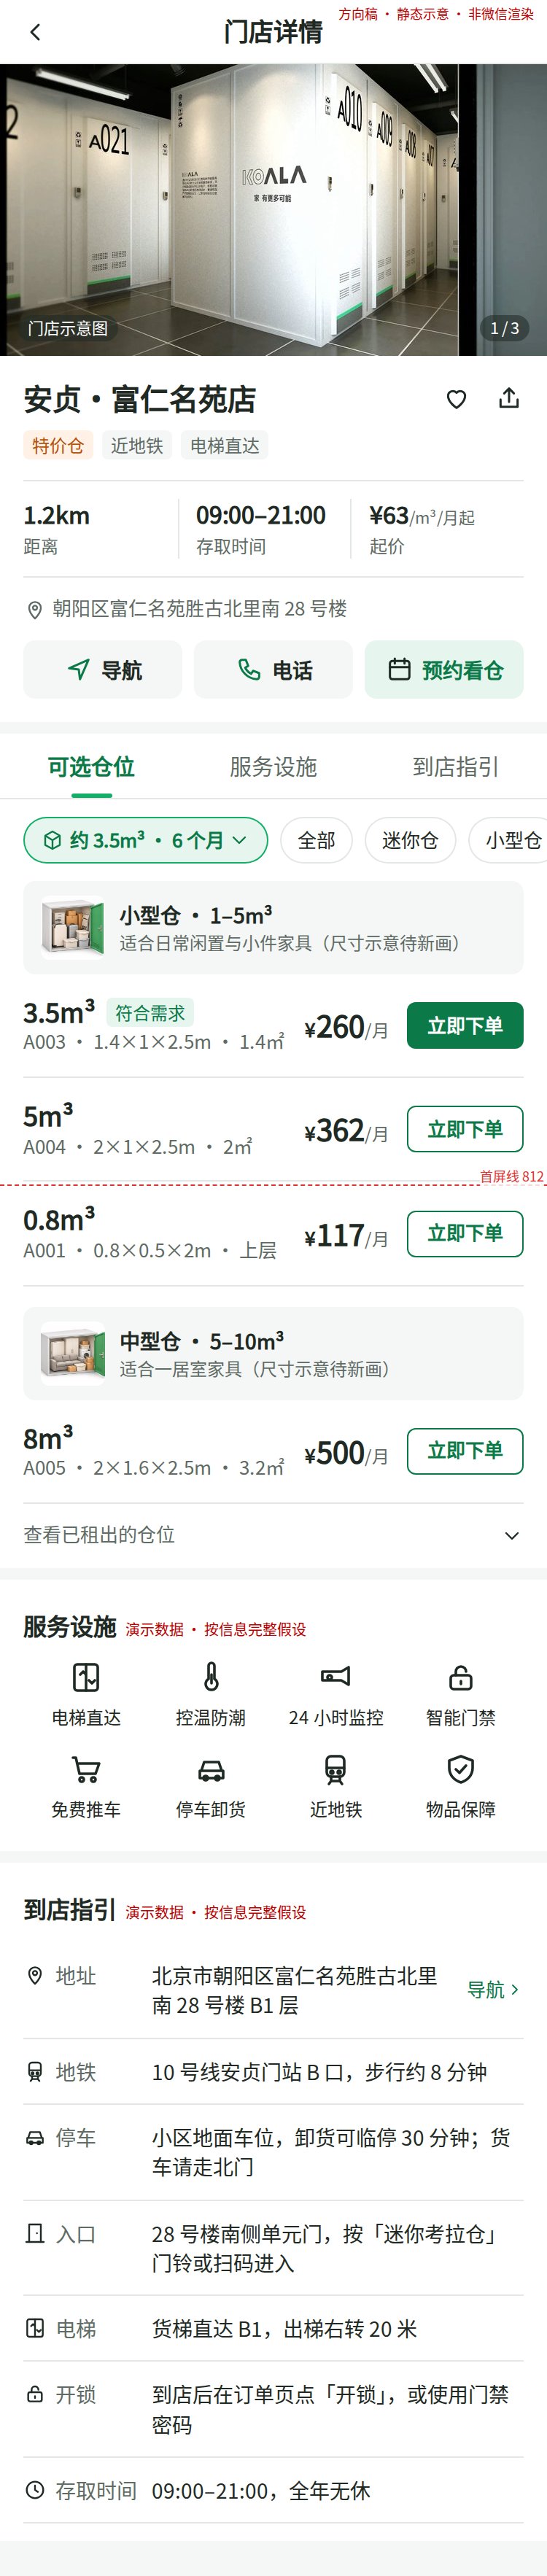 方向稿 · 静态示意 · 非微信渲染
门店详情
A021
A010
A009
KOALA
家 有更多可能
门店示意图
1 / 3
安贞·富仁名苑店
特价仓 近地铁 电梯直达
1.2km 09:00–21:00 ¥63/m³/月起
距离 存取时间 起价
朝阳区富仁名苑胜古北里南 28 号楼
导航 电话 预约看仓
可选仓位 服务设施 到店指引
约 3.5m³ · 6 个月 全部 迷你仓 小型仓
小型仓 · 1–5m³
适合日常闲置与小件家具（尺寸示意待新画）
3.5m³ 符合需求
A003 · 1.4×1×2.5m · 1.4㎡
¥260/月 立即下单
5m³
A004 · 2×1×2.5m · 2㎡
¥362/月 立即下单
首屏线 812
0.8m³
A001 · 0.8×0.5×2m · 上层
¥117/月 立即下单
中型仓 · 5–10m³
适合一居室家具（尺寸示意待新画）
8m³
A005 · 2×1.6×2.5m · 3.2㎡
¥500/月 立即下单
查看已租出的仓位
服务设施 演示数据 · 按信息完整假设
电梯直达 控温防潮 24 小时监控 智能门禁
免费推车 停车卸货 近地铁 物品保障
到店指引 演示数据 · 按信息完整假设
地址 北京市朝阳区富仁名苑胜古北里
南 28 号楼 B1 层
导航
地铁 10 号线安贞门站 B 口，步行约 8 分钟
停车 小区地面车位，卸货可临停 30 分钟；货
车请走北门
入口 28 号楼南侧单元门，按「迷你考拉仓」
门铃或扫码进入
电梯 货梯直达 B1，出梯右转 20 米
开锁 到店后在订单页点「开锁」，或使用门禁
密码
存取时间 09:00–21:00，全年无休